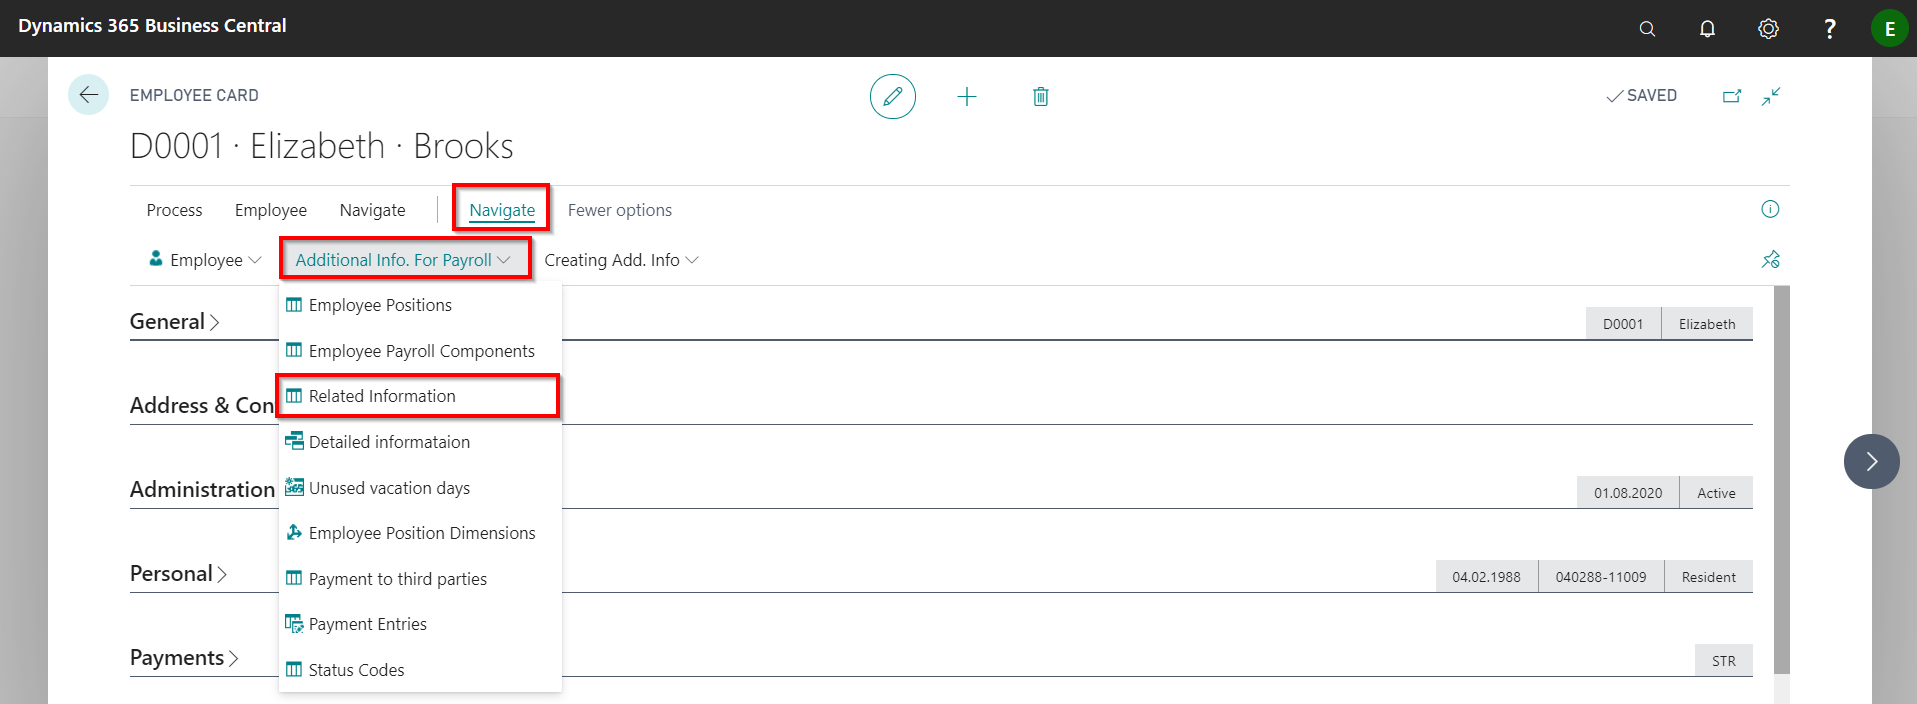 Dynamics 365 Business Central
? E
EMPLOYEE CARD
SAVED
D0001 · Elizabeth · Brooks
Process Employee Navigate Navigate Fewer options
Employee Additional Info. For Payroll Creating Add. Info
Employee Positions
General D0001 Elizabeth
Employee Payroll Components
Related Information
Address & Con
Detailed informataion
Unused vacation days
Administration 01.08.2020 Active
Employee Position Dimensions
Personal 04.02.1988 040288-11009 Resident
Payment to third parties
Payment Entries
Payments STR
Status Codes